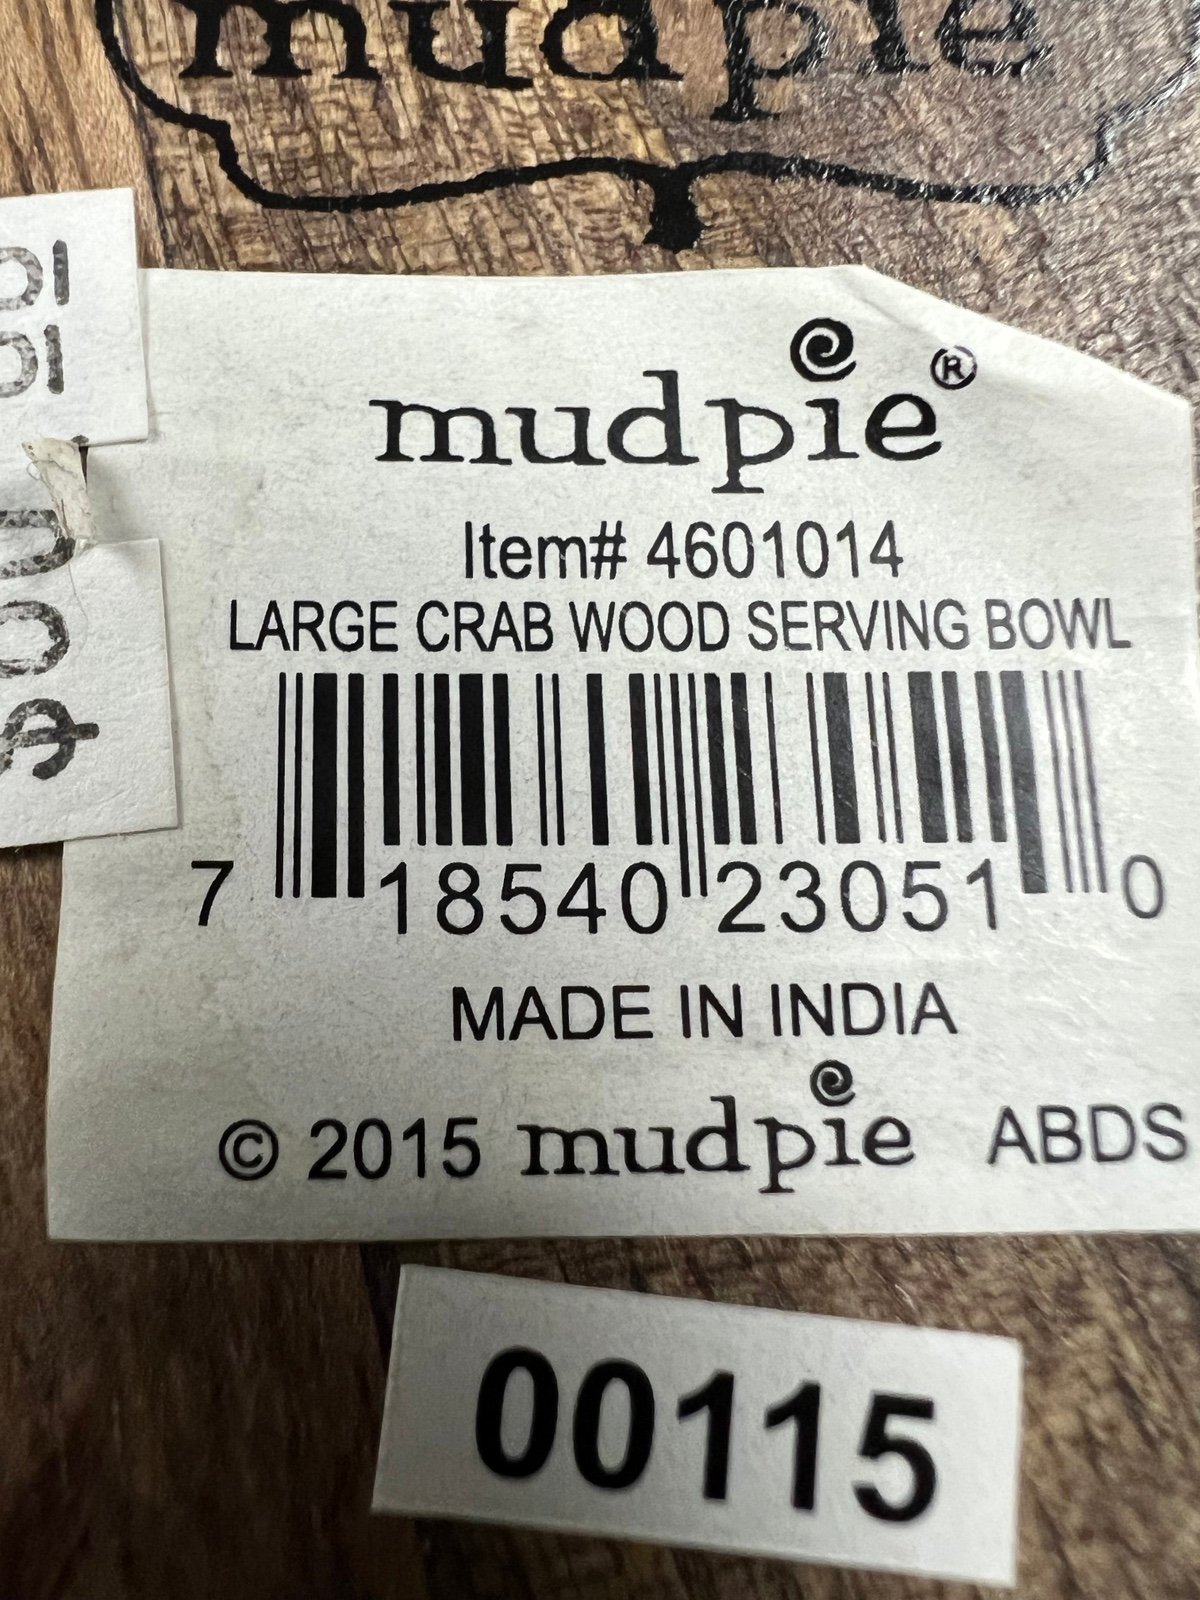 mudpie
mudpie®
Item# 4601014
LARGE CRAB WOOD SERVING BOWL
7 18540 23051 0
MADE IN INDIA
© 2015 mudpie ABDS
00115